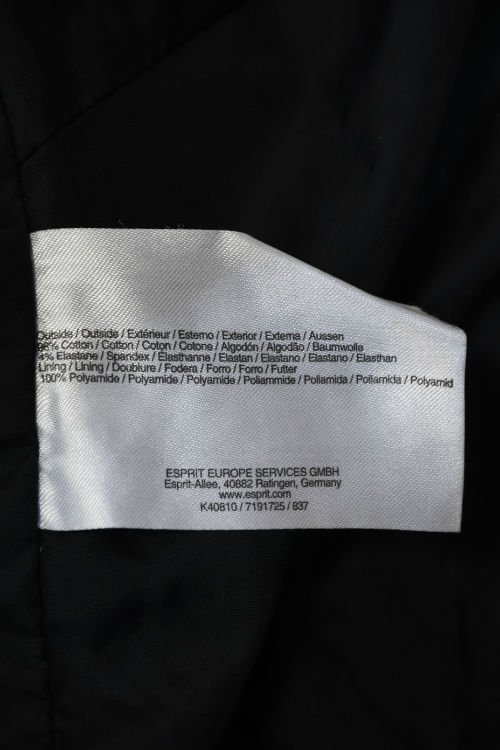 Outside / Outside / Extérieur / Esterno / Exterior / Externa / Aussen
96% Cotton / Cotton / Coton / Cotone / Algodón / Algodão / Baumwolle
4% Elastane / Spandex / Elasthanne / Elastan / Elastano / Elastano / Elasthan
Lining / Lining / Doublure / Fodera / Forro / Forro / Futter
100% Polyamide / Polyamide / Polyamide / Poliammide / Poliamida / Poliamida / Polyamid
ESPRIT EUROPE SERVICES GMBH
Esprit-Allee, 40882 Ratingen, Germany
www.esprit.com
K40810 / 7191725 / 837